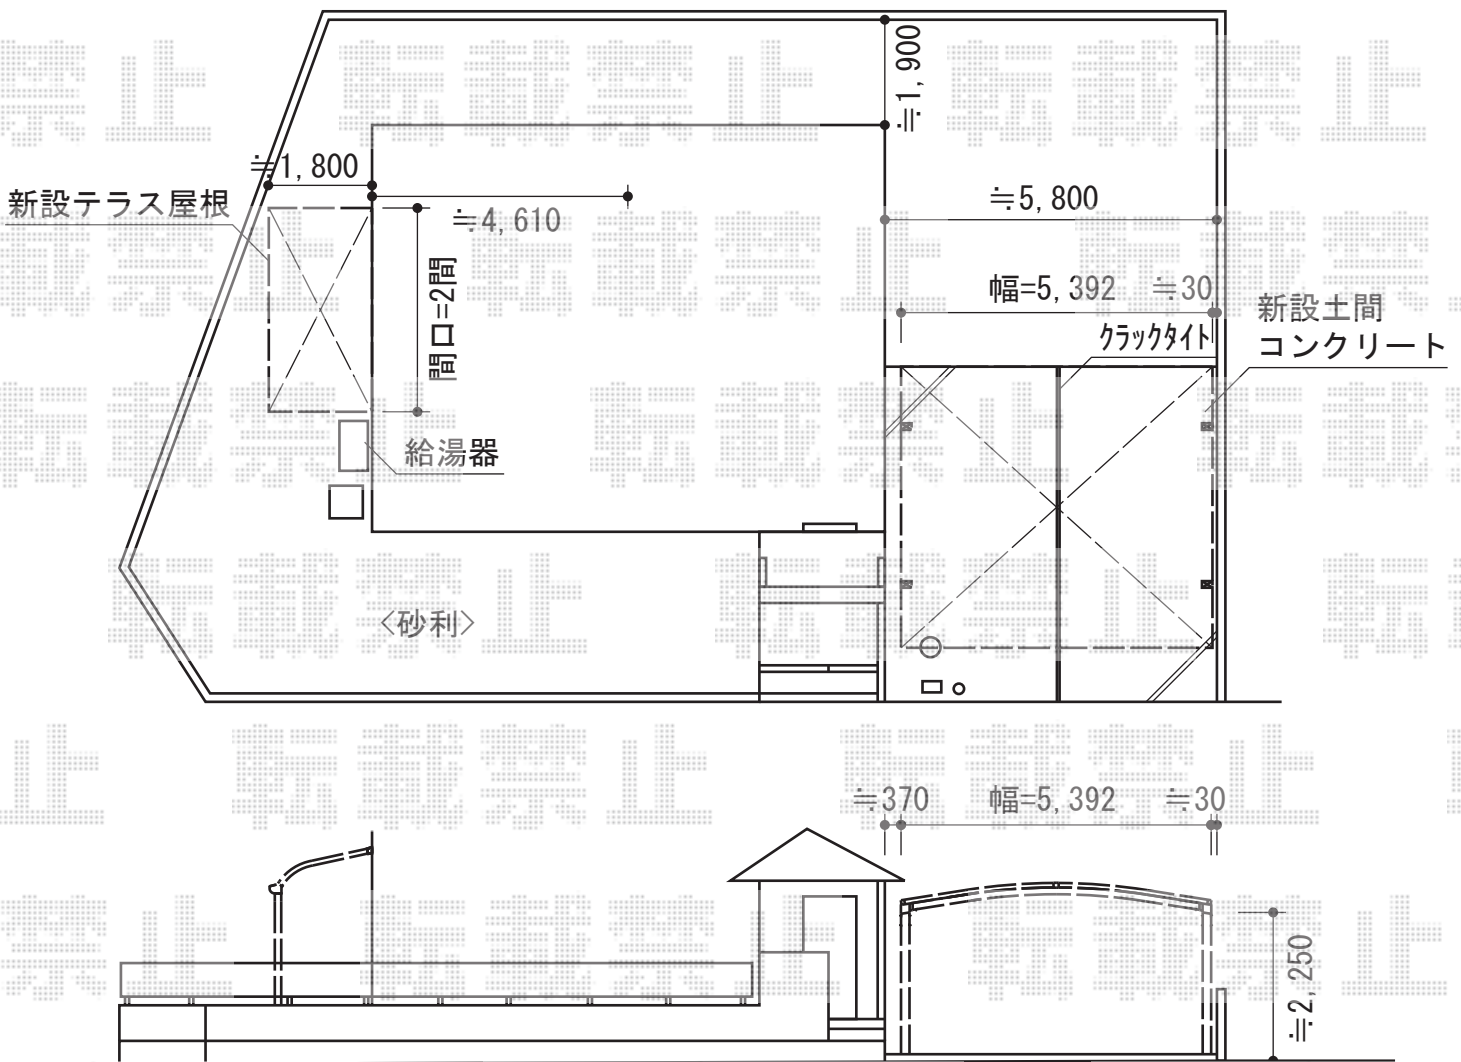 ≒1,900
≒1,800
新設テラス屋根
≒4,610
間口=2間
≒5,800
幅=5,392
≒30
クラックタイト
新設土間
コンクリート
給湯器
<砂利>
≒370
幅=5,392
≒30
≒2,250
転載禁止